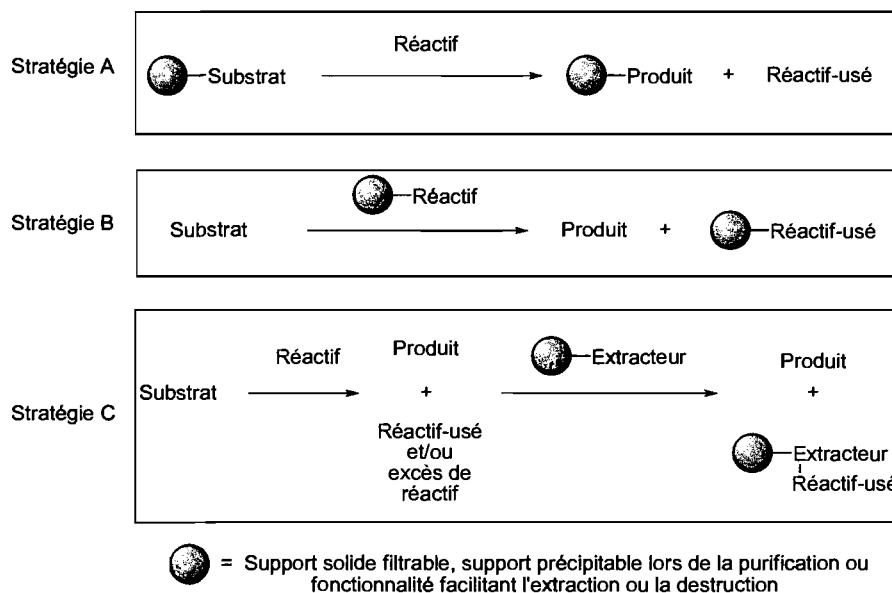 Stratégie A
Réactif
Substrat
Produit + Réactif-usé
Stratégie B
Réactif
Substrat
Produit + Réactif-usé
Stratégie C
Substrat
Réactif
Produit
+
Réactif-usé
et/ou
excès de
réactif
Extracteur
Produit
+
Extracteur
Réactif-usé
= Support solide filtrable, support précipitable lors de la purification ou
fonctionnalité facilitant l'extraction ou la destruction